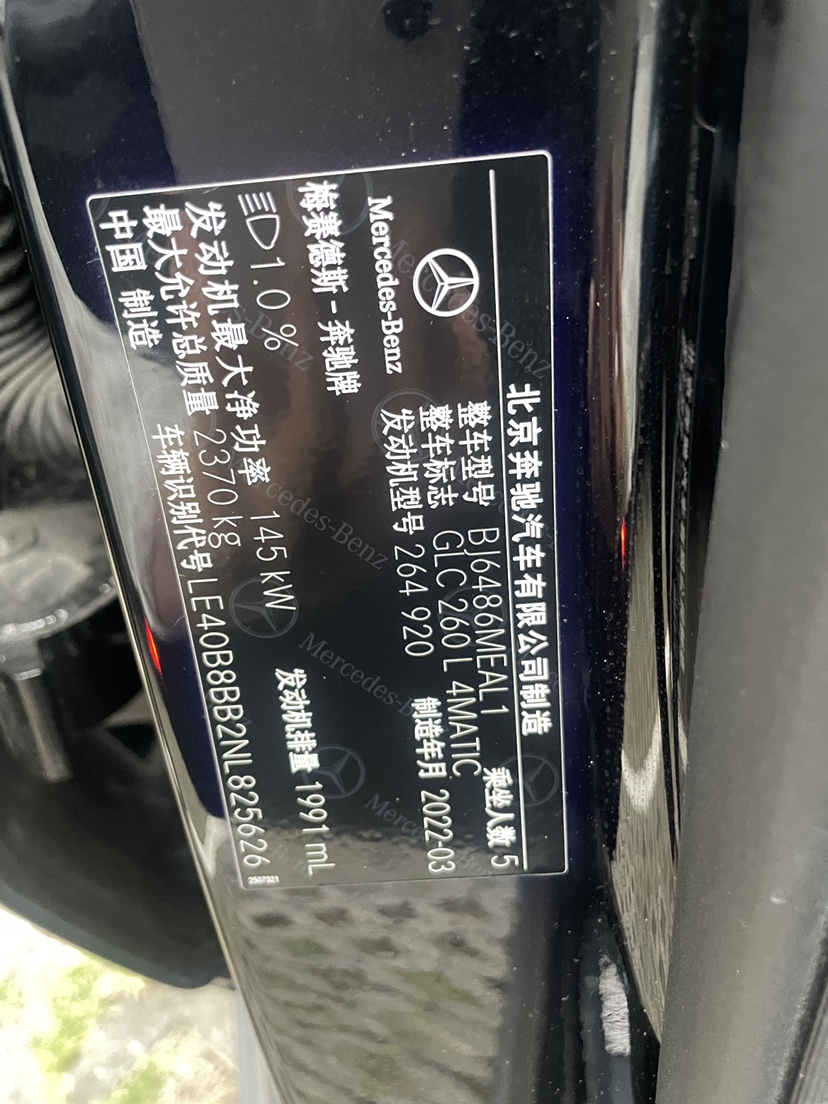 北京奔驰汽车有限公司制造
Mercedes-Benz
梅赛德斯-奔驰牌
整车型号 BJ6486MEAL1 乘坐人数 5
整车标志 GLC 260 L 4MATIC
发动机型号 264 920 制造年月 2022-03
1.0 %
发动机最大净功率 145 kW 发动机排量 1991 mL
最大允许总质量 2370 kg
车辆识别代号 LE40B8BB2NL825626
中国 制造